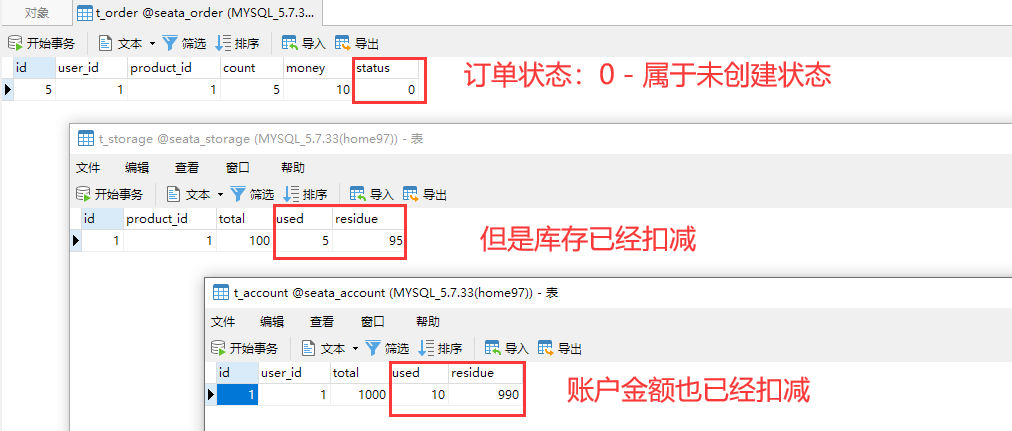 对象
t_order @seata_order (MYSQL_5.7.3...
开始事务 文本 筛选 排序 导入 导出
id user_id product_id count money status
5 1 1 5 10 0
订单状态：0 - 属于未创建状态
t_storage @seata_storage (MYSQL_5.7.33(home97)) - 表
文件 编辑 查看 窗口 帮助
开始事务 文本 筛选 排序 导入 导出
id product_id total used residue
1 1 100 5 95
但是库存已经扣减
t_account @seata_account (MYSQL_5.7.33(home97)) - 表
文件 编辑 查看 窗口 帮助
开始事务 文本 筛选 排序 导入 导出
id user_id total used residue
1 1 1000 10 990
账户金额也已经扣减